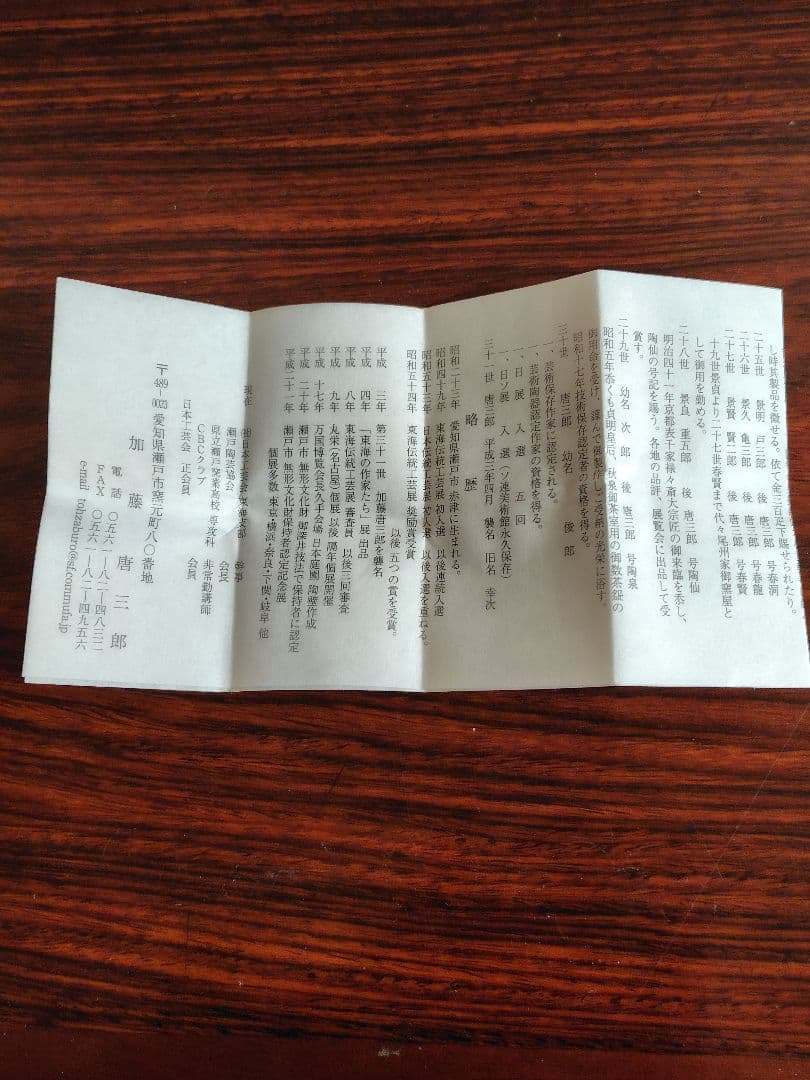 し時其製品を徴せる。依て金三百疋下賜せられたり。
二十五世 景明 戸三郎 後 唐三郎 号春洞
二十六世 景久 亀三郎 後 唐三郎 号春龍
二十七世 景賢 賢一郎 後 唐三郎 号春賢
十九世景貞より二十七世春賢まで代々尾州家御窯屋と
して御用を勤める。
二十八世 景良 重五郎 後 唐三郎 号陶仙
明治四十一年京都表千家様々斎大宗匠の御来臨を忝し、
陶仙の号記を賜う。各地の品評、展覧会に出品して受
賞す。
二十九世 幼名 次郎 後 唐三郎 号陶泉
昭和五年忝くも貞明皇后、秋泉御茶室用の御数茶盌の
御用命を受け、謹んで御製作しご受納の光栄に浴す。
昭和十七年技術保存認定者の資格を得る。
三十世 唐三郎 幼名 俊郎
一、芸術保存作家に認定される。
一、芸術陶器認定作家の資格を得る。
一、日展 入選 五回
一、日ソ展 入選 (ソ連美術館永久保存)
三十一世 唐三郎 平成三年四月 襲名 旧名 幸次
略歴
昭和二十三年 愛知県瀬戸市 赤津に生まれる。
昭和四十九年 東海伝統工芸展 初入選 以後連続入選
昭和五十三年 日本伝統工芸展 初入選 以後入選を重ねる。
昭和五十四年 東海伝統工芸展 奨励賞受賞
以後 五つの賞を受賞。
平成 三年 第三十一世 加藤唐三郎を襲名
平成 四年 「東海の作家たち」展 出品
平成 八年 東海伝統工芸展 審査員 以後三回審査
平成 九年 丸栄(名古屋)個展 以後 隔年 個展開催
平成 十七年 万国博覧会長久手会場 日本庭園 陶壁作成
平成 二十年 瀬戸市 無形文化財 御深井技法で保持者に認定
平成二十一年 瀬戸市 無形文化財保持者認定記念展
個展多数 東京・横浜・奈良・下関・岐阜 他
現在 (社)日本工芸会 東海支部 幹事
瀬戸陶芸協会 会長
県立瀬戸窯業高校 専攻科 非常勤講師
CBCクラブ 会員
日本工芸会 正会員
〒489-0023 愛知県瀬戸市窯元町八〇番地
加藤唐三郎
電話 〇五六一-八二-四八三二
FAX 〇五六一-八二-四九五六
e-mail tohzaburo@sf.commufa.jp